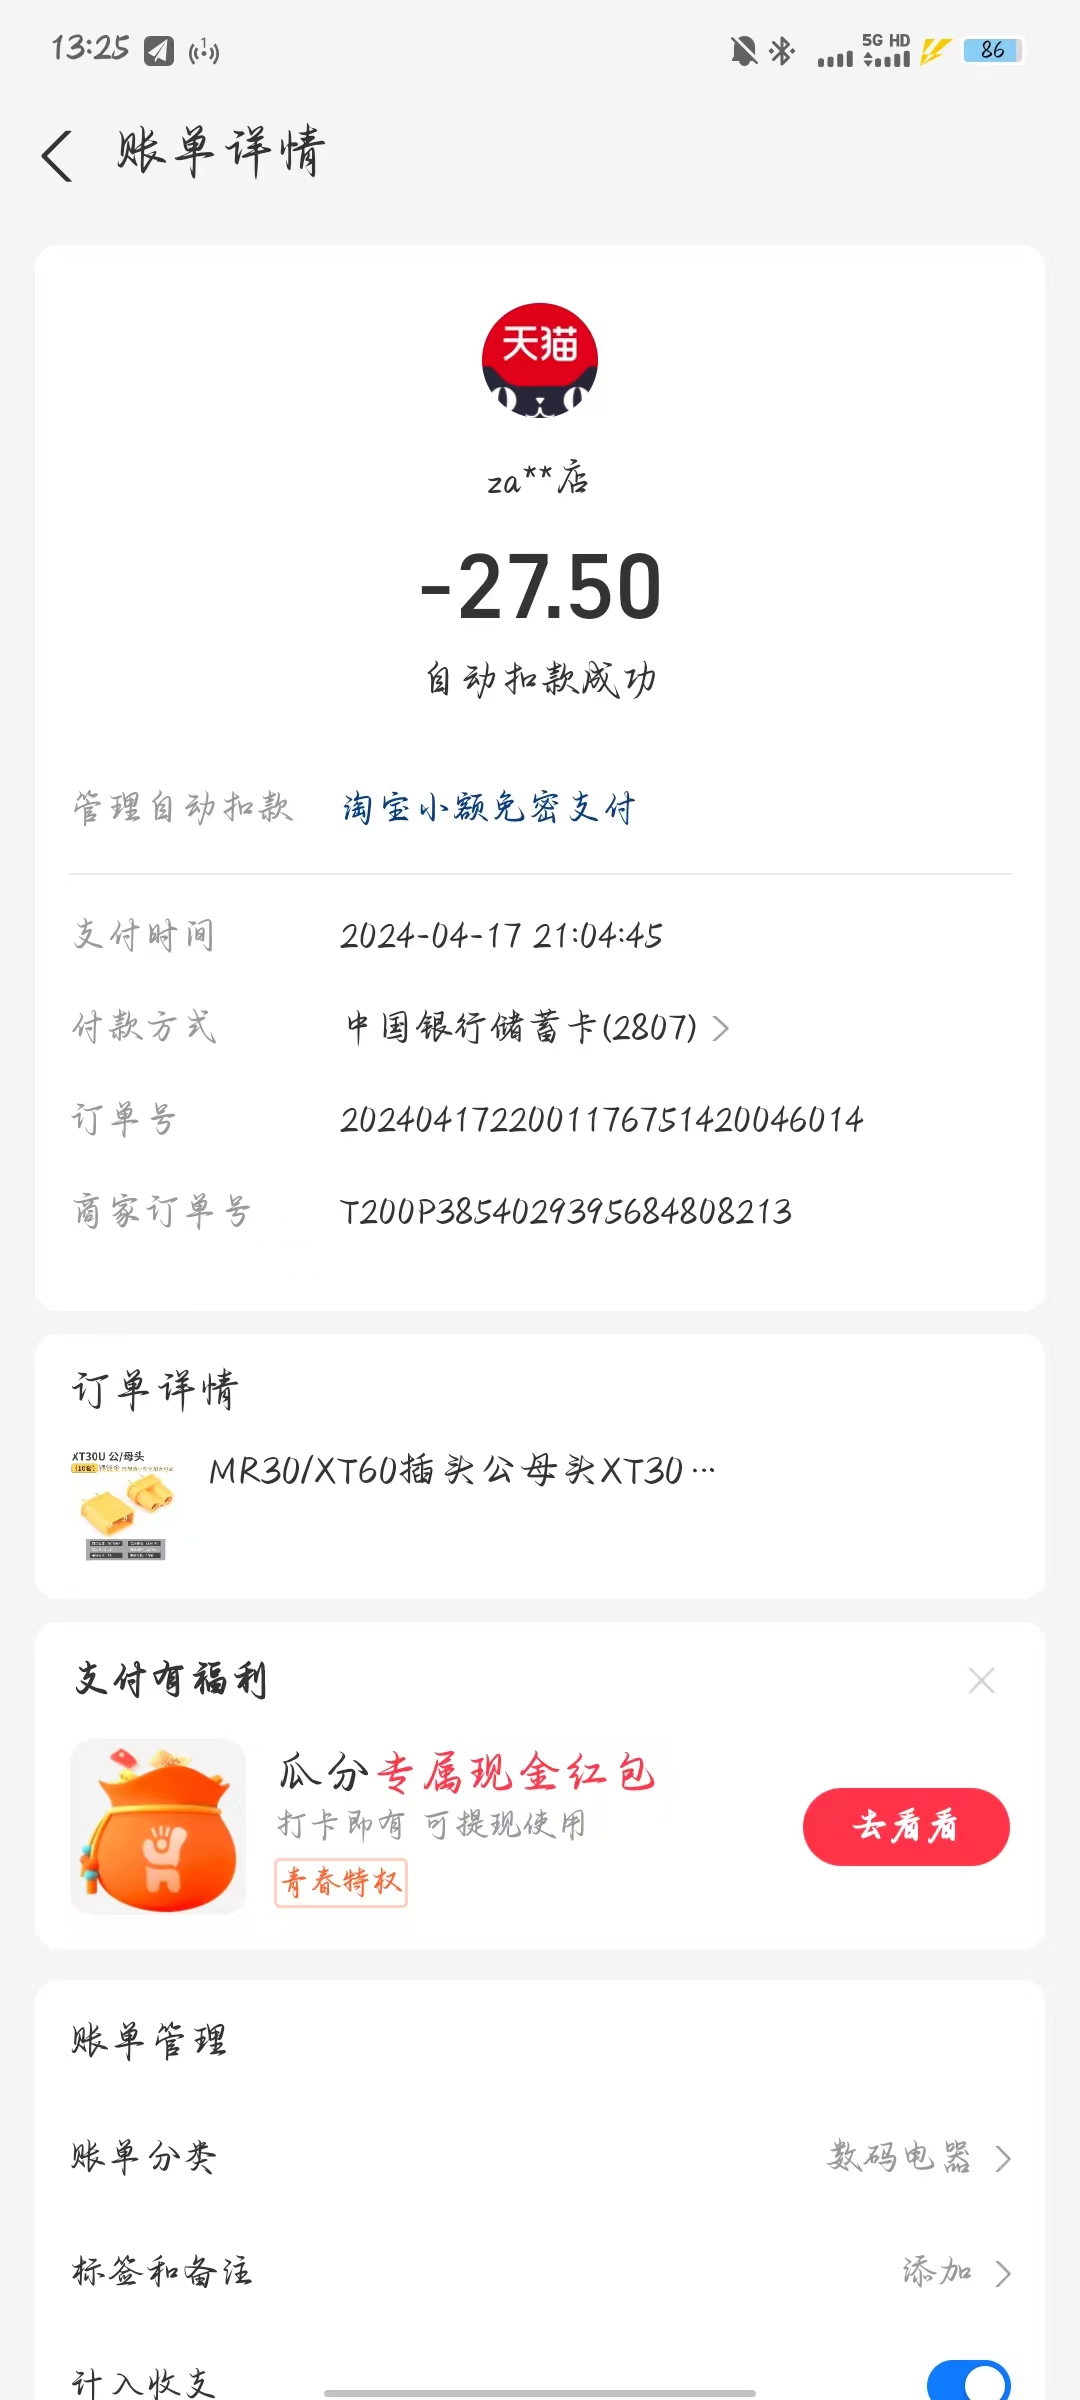 13:25
5G HD
86
账单详情
天猫
za**店
-27.50
自动扣款成功
管理自动扣款 淘宝小额免密支付
支付时间 2024-04-17 21:04:45
付款方式 中国银行储蓄卡(2807)
订单号 2024041722001176751420046014
商家订单号 T200P3854029395684808213
订单详情
XT30U 公/母头
MR30/XT60插头公母头XT30…
支付有福利
瓜分专属现金红包
打卡即有 可提现使用
去看看
青春特权
账单管理
账单分类 数码电器
标签和备注 添加
计入收支